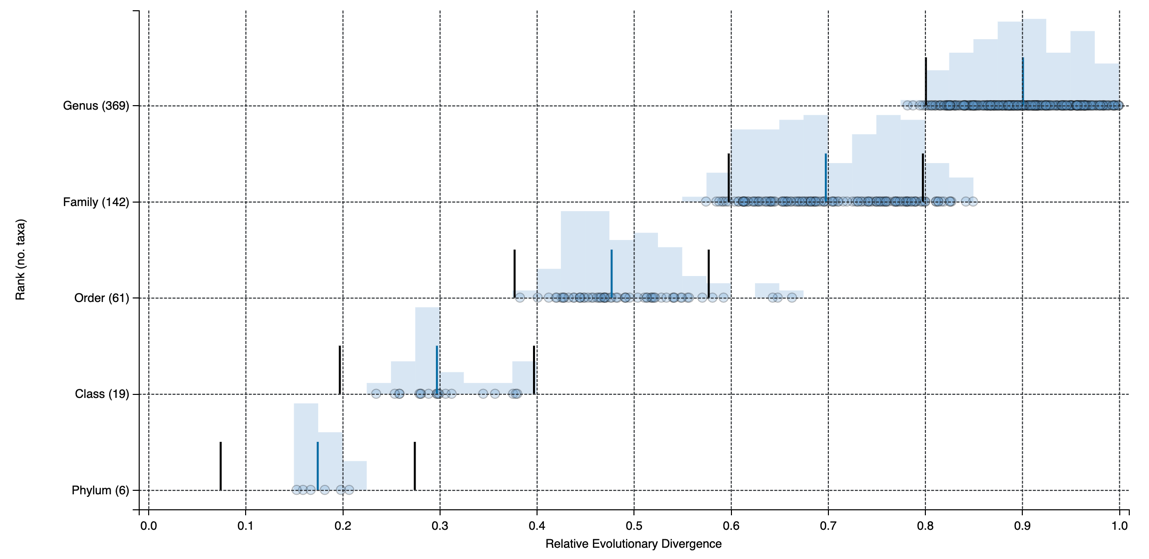 Genus (369)
Family (142)
Order (61)
Class (19)
Phylum (6)
Rank (no. taxa)
0.0 0.1 0.2 0.3 0.4 0.5 0.6 0.7 0.8 0.9 1.0
Relative Evolutionary Divergence